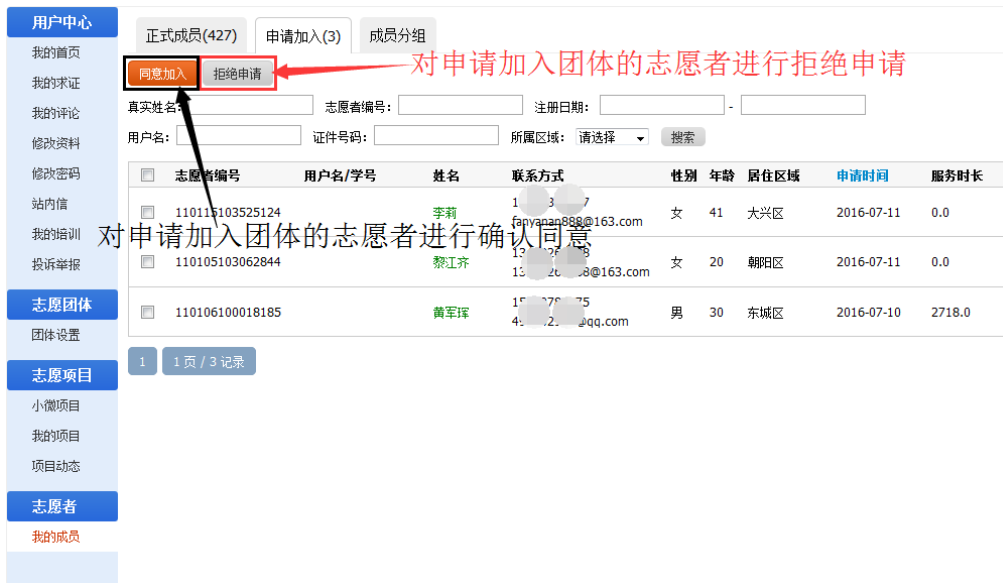 用户中心
我的首页
我的求证
我的评论
修改资料
修改密码
站内信
我的培训
投诉举报
志愿团体
团体设置
志愿项目
小微项目
我的项目
项目动态
志愿者
我的成员
正式成员(427) 申请加入(3) 成员分组
同意加入 拒绝申请 对申请加入团体的志愿者进行拒绝申请
真实姓名: 志愿者编号: 注册日期: -
用户名: 证件号码: 所属区域: 请选择 搜索
志愿者编号 用户名/学号 姓名 联系方式 性别 年龄 居住区域 申请时间 服务时长
110115103525124 李莉 fanyanan888@163.com 女 41 大兴区 2016-07-11 0.0
对申请加入团体的志愿者进行确认同意
110105103062844 黎江齐 8@163.com 女 20 朝阳区 2016-07-11 0.0
110106100018185 黄军珲 @qq.com 男 30 东城区 2016-07-10 2718.0
1 1 页 / 3 记录